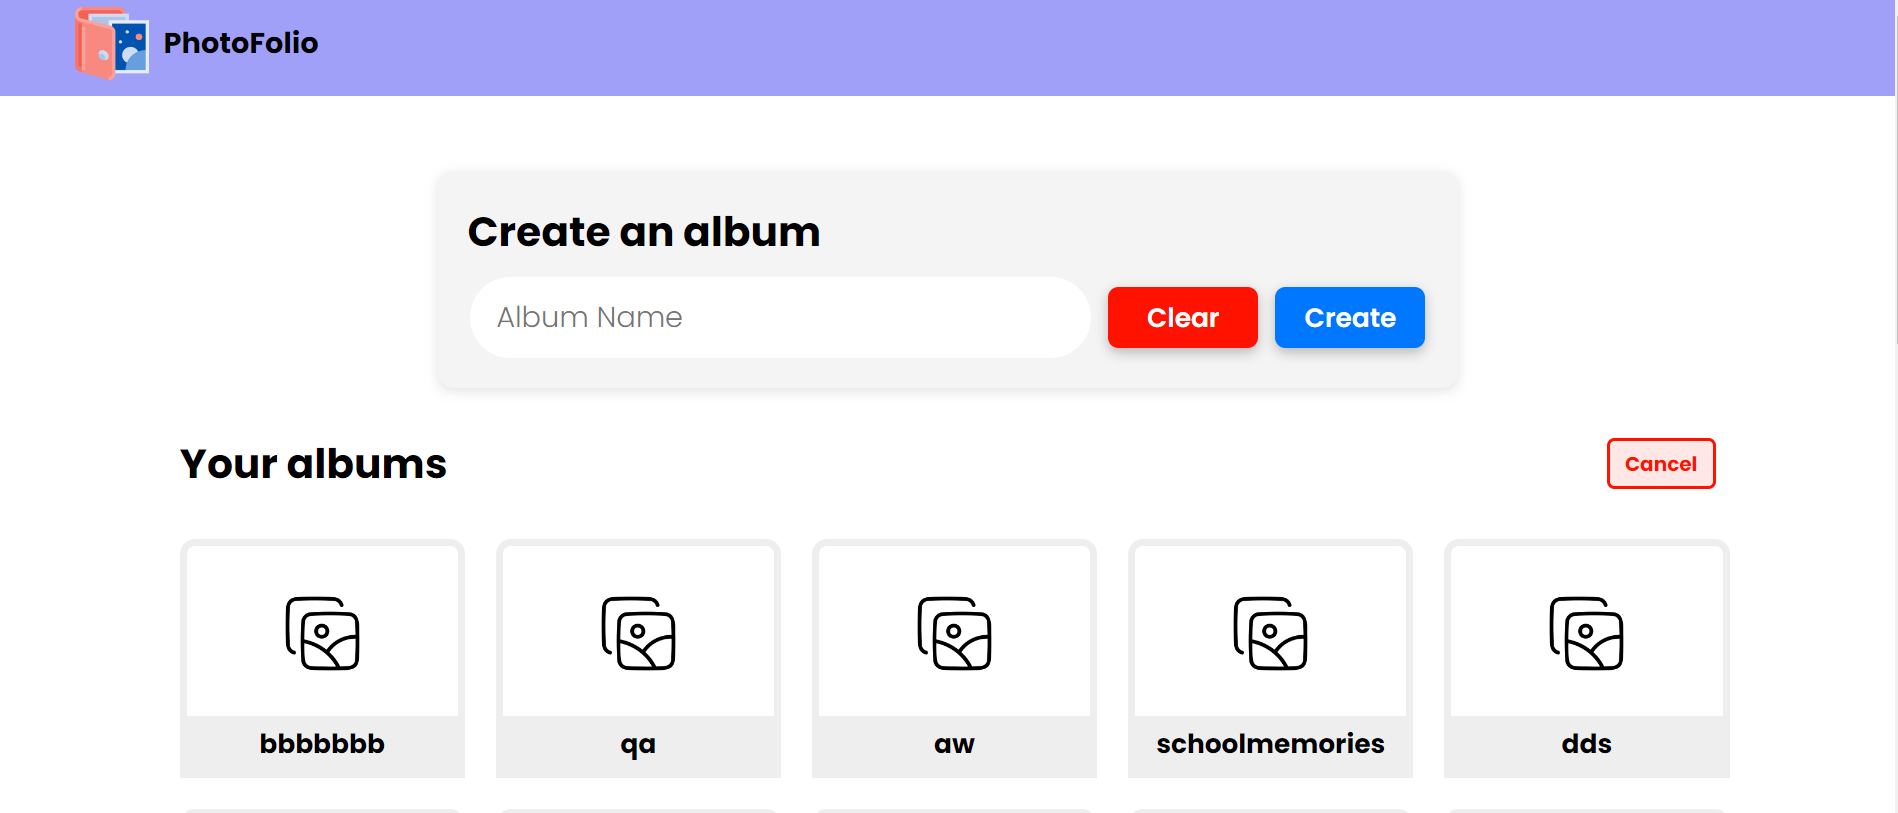 PhotoFolio
Create an album
Album Name
Clear
Create
Your albums
Cancel
bbbbbbb
qa
aw
schoolmemories
dds